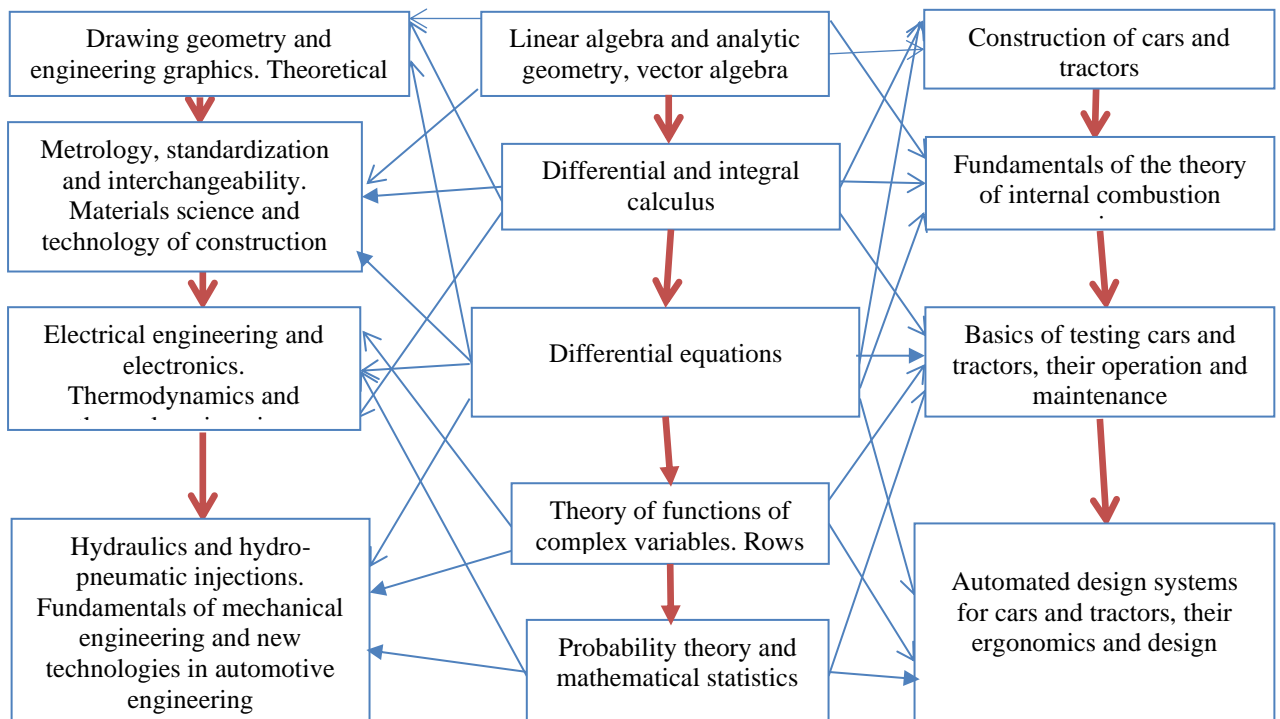 Drawing geometry and
engineering graphics. Theoretical
Linear algebra and analytic
geometry, vector algebra
Construction of cars and
tractors
Metrology, standardization
and interchangeability.
Materials science and
technology of construction
Differential and integral
calculus
Fundamentals of the theory
of internal combustion
Electrical engineering and
electronics.
Thermodynamics and
Differential equations
Basics of testing cars and
tractors, their operation and
maintenance
Hydraulics and hydro-
pneumatic injections.
Fundamentals of mechanical
engineering and new
technologies in automotive
engineering
Theory of functions of
complex variables. Rows
Probability theory and
mathematical statistics
Automated design systems
for cars and tractors, their
ergonomics and design